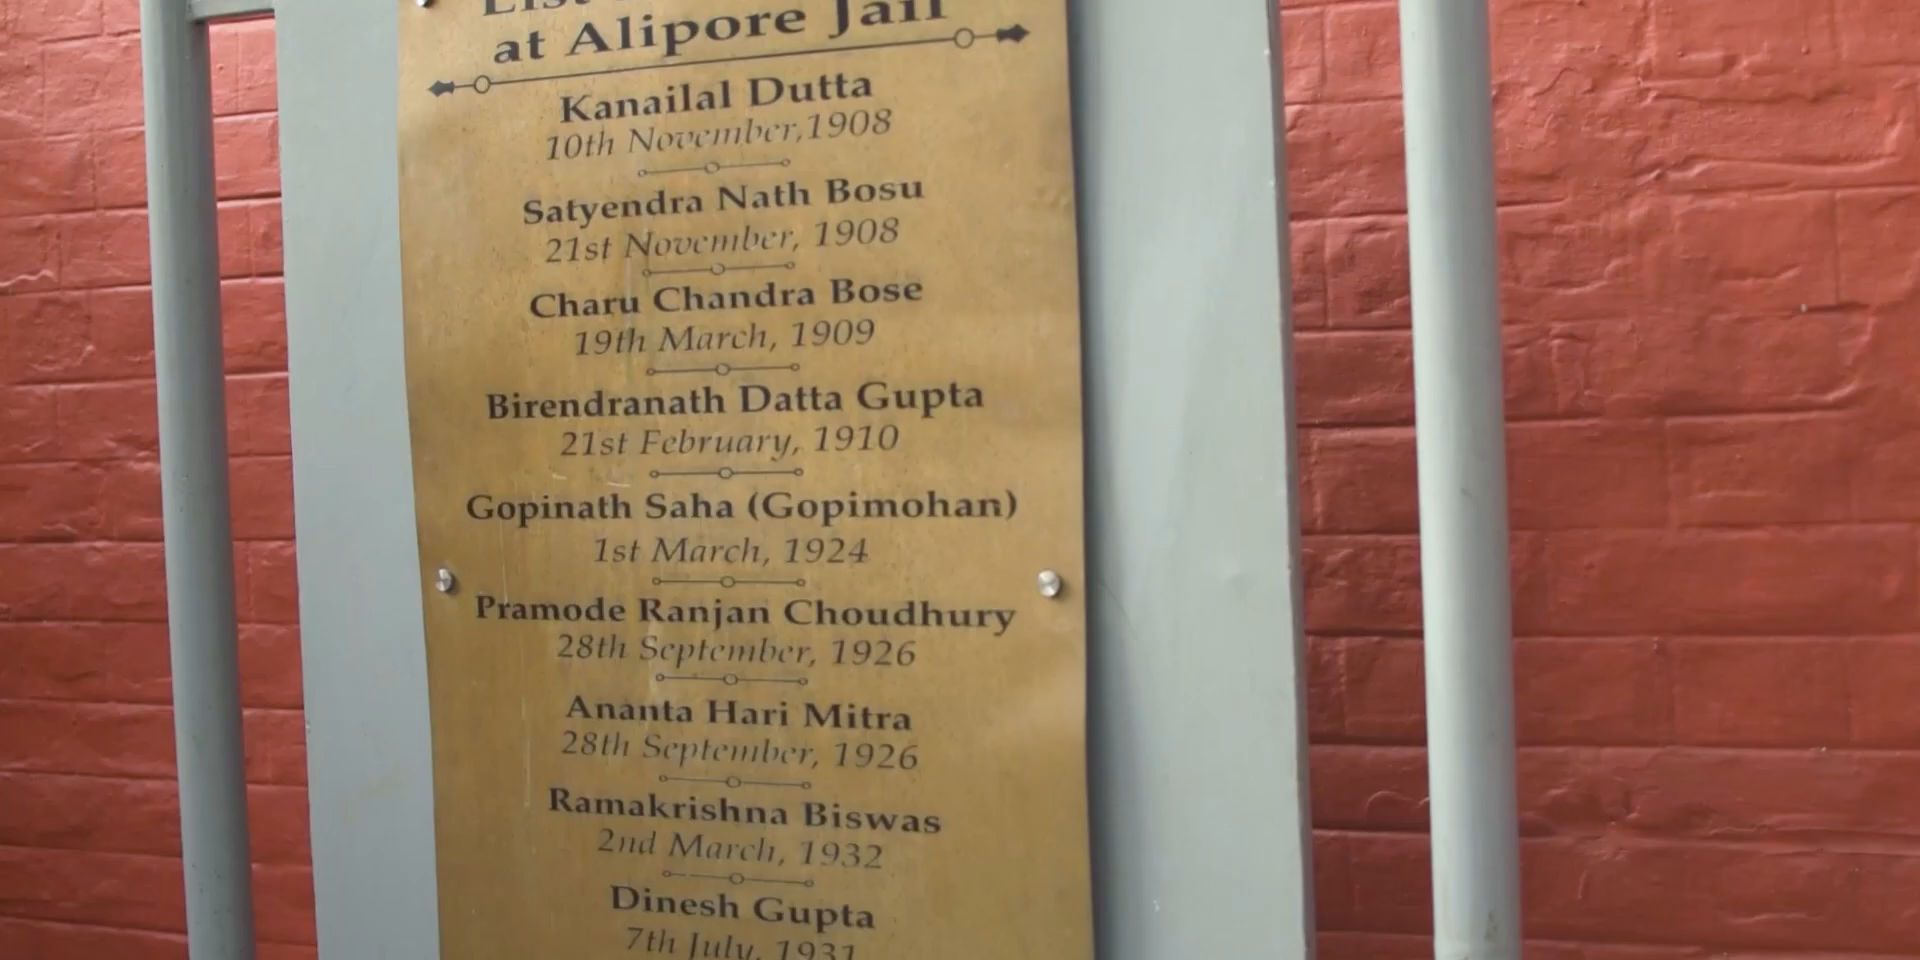 List
at Alipore Jail
Kanailal Dutta
10th November,1908
Satyendra Nath Bosu
21st November, 1908
Charu Chandra Bose
19th March, 1909
Birendranath Datta Gupta
21st February, 1910
Gopinath Saha (Gopimohan)
1st March, 1924
Pramode Ranjan Choudhury
28th September, 1926
Ananta Hari Mitra
28th September, 1926
Ramakrishna Biswas
2nd March, 1932
Dinesh Gupta
7th July, 1931